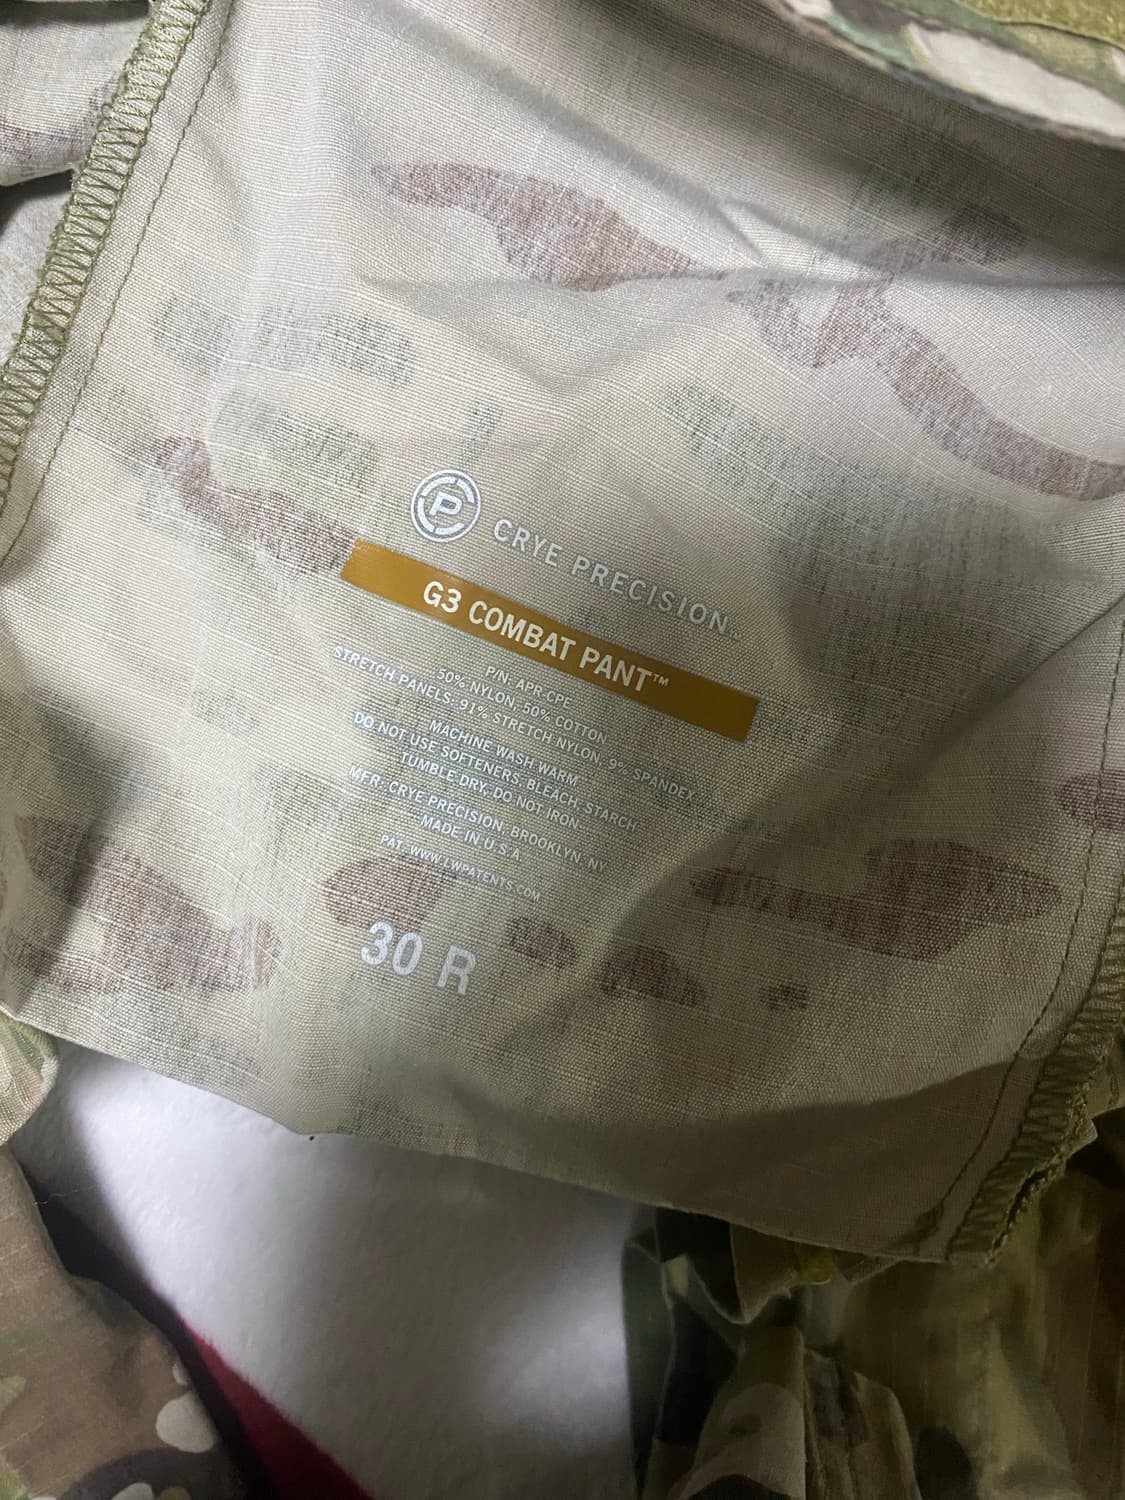 P
CRYE PRECISION
G3 COMBAT PANT™
P/N: APR-CPE
50% NYLON, 50% COTTON
STRETCH PANELS: 91% STRETCH NYLON, 9% SPANDEX
MACHINE WASH WARM
DO NOT USE SOFTENERS, BLEACH, STARCH
TUMBLE DRY, DO NOT IRON
MFR: CRYE PRECISION, BROOKLYN, NY
MADE IN U.S.A.
PAT. WWW.LWPATENTS.COM
30 R